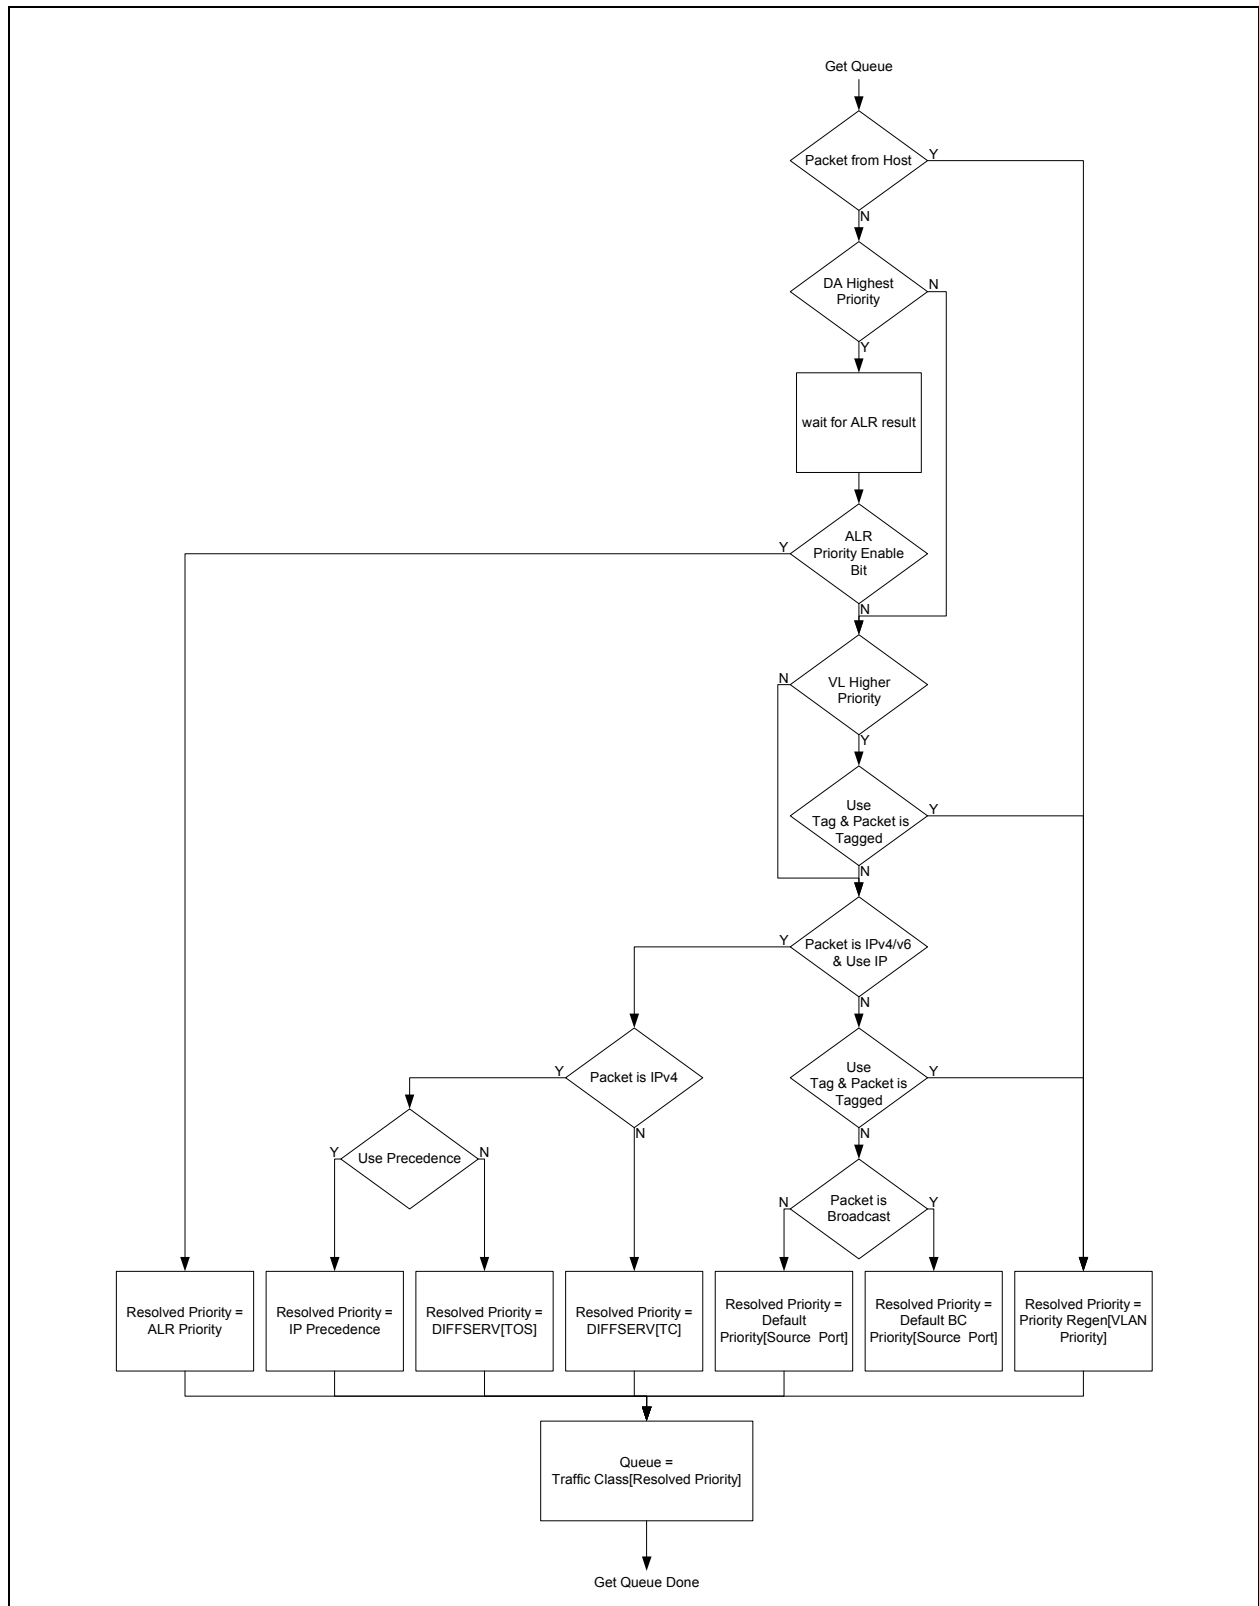 Get Queue
Packet from Host
Y
N
DA Highest
Priority
N
Y
wait for ALR result
ALR
Priority Enable
Bit
Y
N
VL Higher
Priority
N
Y
Use
Tag & Packet is
Tagged
Y
N
Packet is IPv4/v6
& Use IP
Y
N
Packet is IPv4
Y
N
Use
Tag & Packet is
Tagged
Y
N
Use Precedence
Y
N
Packet is
Broadcast
N
Y
Resolved Priority =
ALR Priority
Resolved Priority =
IP Precedence
Resolved Priority =
DIFFSERV[TOS]
Resolved Priority =
DIFFSERV[TC]
Resolved Priority =
Default
Priority[Source Port]
Resolved Priority =
Default BC
Priority[Source Port]
Resolved Priority =
Priority Regen[VLAN
Priority]
Queue =
Traffic Class[Resolved Priority]
Get Queue Done